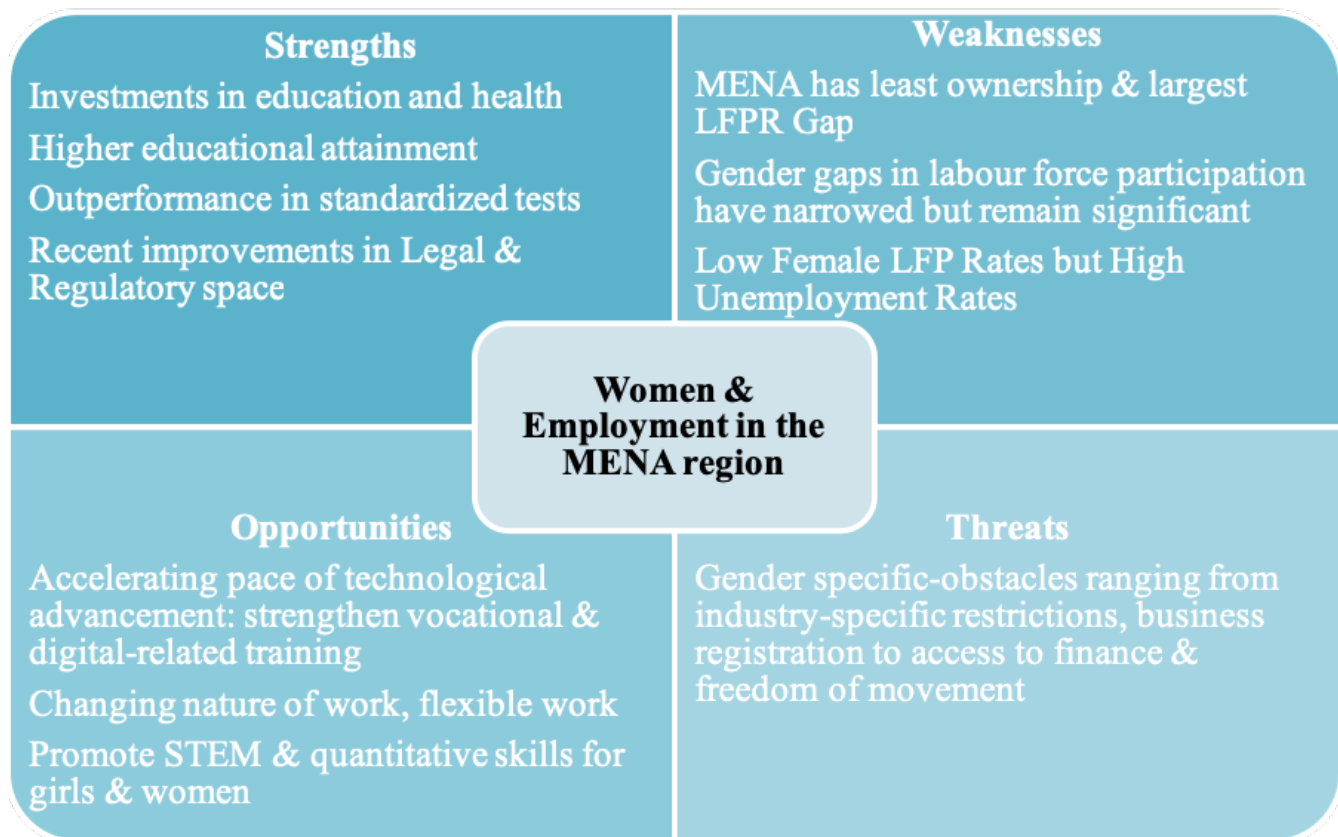 Strengths
Investments in education and health
Higher educational attainment
Outperformance in standardized tests
Recent improvements in Legal &
Regulatory space
Weaknesses
MENA has least ownership & largest
LFPR Gap
Gender gaps in labour force participation
have narrowed but remain significant
Low Female LFP Rates but High
Unemployment Rates
Women &
Employment in the
MENA region
Opportunities
Accelerating pace of technological
advancement: strengthen vocational &
digital-related training
Changing nature of work, flexible work
Promote STEM & quantitative skills for
girls & women
Threats
Gender specific-obstacles ranging from
industry-specific restrictions, business
registration to access to finance &
freedom of movement